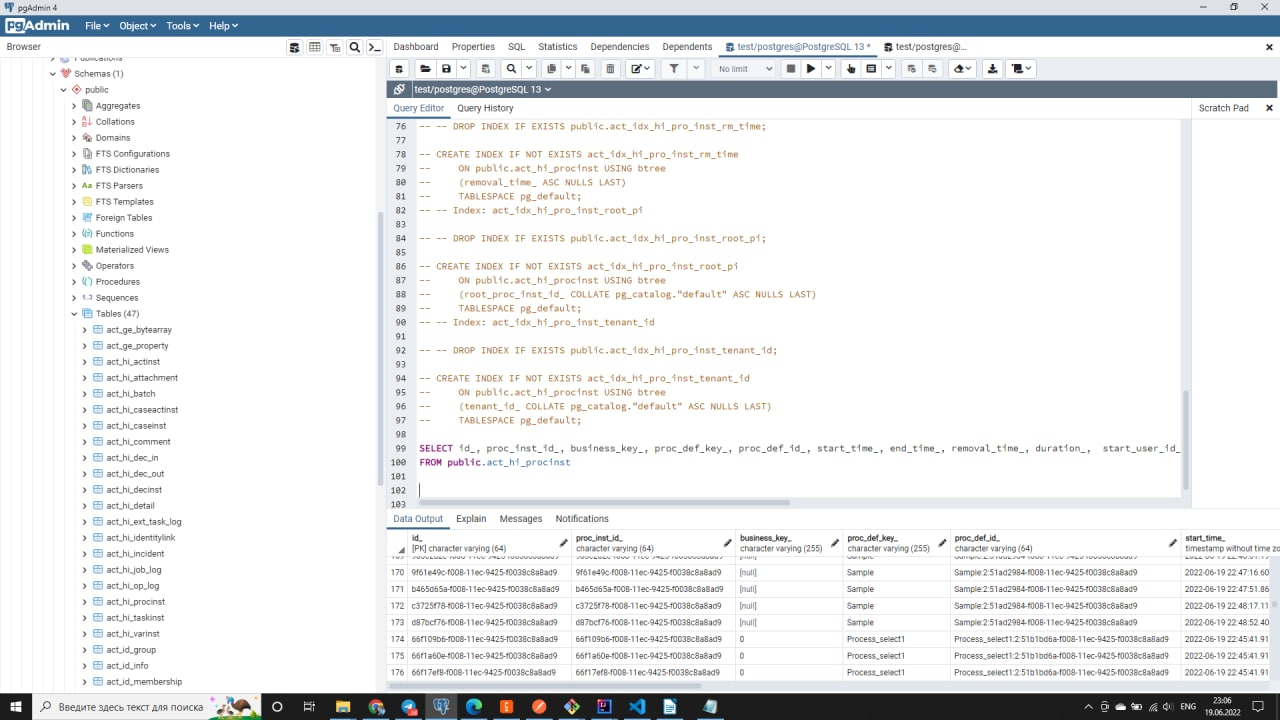 pgAdmin 4
pgAdmin File Object Tools Help
Browser
Dashboard Properties SQL Statistics Dependencies Dependents test/postgres@PostgreSQL 13 * test/postgres@...
No limit
test/postgres@PostgreSQL 13
Query Editor Query History
Scratch Pad
Publications
Schemas (1)
public
Aggregates
Collations
Domains
FTS Configurations
FTS Dictionaries
FTS Parsers
FTS Templates
Foreign Tables
Functions
Materialized Views
Operators
Procedures
Sequences
Tables (47)
act_ge_bytearray
act_ge_property
act_hi_actinst
act_hi_attachment
act_hi_batch
act_hi_caseactinst
act_hi_caseinst
act_hi_comment
act_hi_dec_in
act_hi_dec_out
act_hi_decinst
act_hi_detail
act_hi_ext_task_log
act_hi_identitylink
act_hi_incident
act_hi_job_log
act_hi_op_log
act_hi_procinst
act_hi_taskinst
act_hi_varinst
act_id_group
act_id_info
act_id_membership
76 -- -- DROP INDEX IF EXISTS public.act_idx_hi_pro_inst_rm_time;
77
78 -- CREATE INDEX IF NOT EXISTS act_idx_hi_pro_inst_rm_time
79 -- ON public.act_hi_procinst USING btree
80 -- (removal_time_ ASC NULLS LAST)
81 -- TABLESPACE pg_default;
82 -- -- Index: act_idx_hi_pro_inst_root_pi
83
84 -- -- DROP INDEX IF EXISTS public.act_idx_hi_pro_inst_root_pi;
85
86 -- CREATE INDEX IF NOT EXISTS act_idx_hi_pro_inst_root_pi
87 -- ON public.act_hi_procinst USING btree
88 -- (root_proc_inst_id_ COLLATE pg_catalog."default" ASC NULLS LAST)
89 -- TABLESPACE pg_default;
90 -- -- Index: act_idx_hi_pro_inst_tenant_id
91
92 -- -- DROP INDEX IF EXISTS public.act_idx_hi_pro_inst_tenant_id;
93
94 -- CREATE INDEX IF NOT EXISTS act_idx_hi_pro_inst_tenant_id
95 -- ON public.act_hi_procinst USING btree
96 -- (tenant_id_ COLLATE pg_catalog."default" ASC NULLS LAST)
97 -- TABLESPACE pg_default;
98
99 SELECT id_, proc_inst_id_, business_key_, proc_def_key_, proc_def_id_, start_time_, end_time_, removal_time_, duration_, start_user_id_
100 FROM public.act_hi_procinst
101
102
103
Data Output Explain Messages Notifications
id_ proc_inst_id_ business_key_ proc_def_key_ proc_def_id_ start_time_
[PK] character varying (64) character varying (64) character varying (255) character varying (255) character varying (64) timestamp without time zo
170 9f61e49c-f008-11ec-9425-f0038c8a8ad9 9f61e49c-f008-11ec-9425-f0038c8a8ad9 [null] Sample Sample:2:51ad2984-f008-11ec-9425-f0038c8a8ad9 2022-06-19 22:47:16.60
171 b465d65a-f008-11ec-9425-f0038c8a8ad9 b465d65a-f008-11ec-9425-f0038c8a8ad9 [null] Sample Sample:2:51ad2984-f008-11ec-9425-f0038c8a8ad9 2022-06-19 22:47:51.86
172 c3725f78-f008-11ec-9425-f0038c8a8ad9 c3725f78-f008-11ec-9425-f0038c8a8ad9 [null] Sample Sample:2:51ad2984-f008-11ec-9425-f0038c8a8ad9 2022-06-19 22:48:17.11
173 d87bcf76-f008-11ec-9425-f0038c8a8ad9 d87bcf76-f008-11ec-9425-f0038c8a8ad9 [null] Sample Sample:2:51ad2984-f008-11ec-9425-f0038c8a8ad9 2022-06-19 22:48:52.40
174 66f109b6-f008-11ec-9425-f0038c8a8ad9 66f109b6-f008-11ec-9425-f0038c8a8ad9 0 Process_select1 Process_select1:2:51b1bd6a-f008-11ec-9425-f0038c8a8ad9 2022-06-19 22:45:41.91
175 66f1a60e-f008-11ec-9425-f0038c8a8ad9 66f1a60e-f008-11ec-9425-f0038c8a8ad9 0 Process_select1 Process_select1:2:51b1bd6a-f008-11ec-9425-f0038c8a8ad9 2022-06-19 22:45:41.91
176 66f17ef8-f008-11ec-9425-f0038c8a8ad9 66f17ef8-f008-11ec-9425-f0038c8a8ad9 0 Process_select1 Process_select1:2:51b1bd6a-f008-11ec-9425-f0038c8a8ad9 2022-06-19 22:45:41.91
Введите здесь текст для поиска
ENG
23:06
19.06.2022